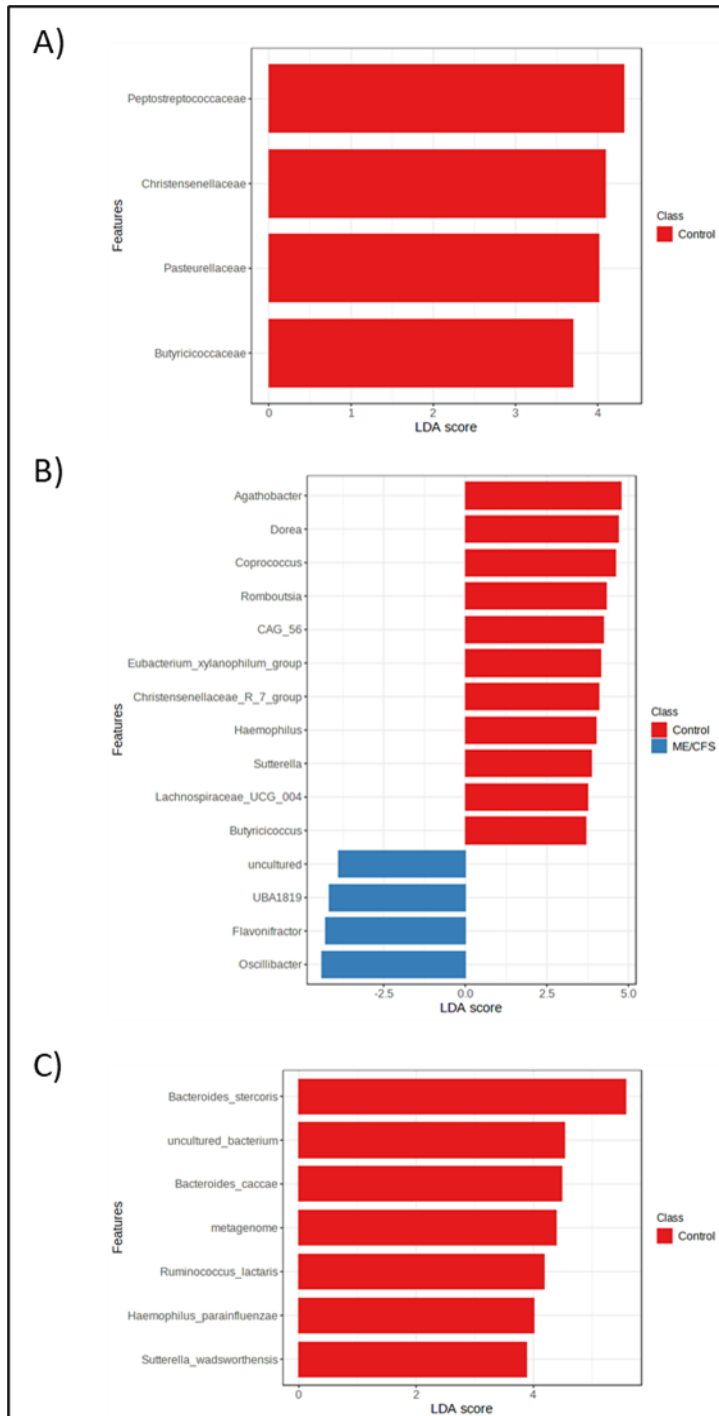 A)
Peptostreptococcaceae
Christensenellaceae
Pasteurellaceae
Butyricicoccaceae
Features
0 1 2 3 4
LDA score
Class
Control
B)
Agathobacter
Dorea
Coprococcus
Romboutsia
CAG_56
Eubacterium_xylanophilum_group
Christensenellaceae_R_7_group
Haemophilus
Sutterella
Lachnospiraceae_UCG_004
Butyricicoccus
uncultured
UBA1819
Flavonifractor
Oscillibacter
Features
-2.5 0.0 2.5 5.0
LDA score
Class
Control
ME/CFS
C)
Bacteroides_stercoris
uncultured_bacterium
Bacteroides_caccae
metagenome
Ruminococcus_lactaris
Haemophilus_parainfluenzae
Sutterella_wadsworthensis
Features
0 2 4
LDA score
Class
Control